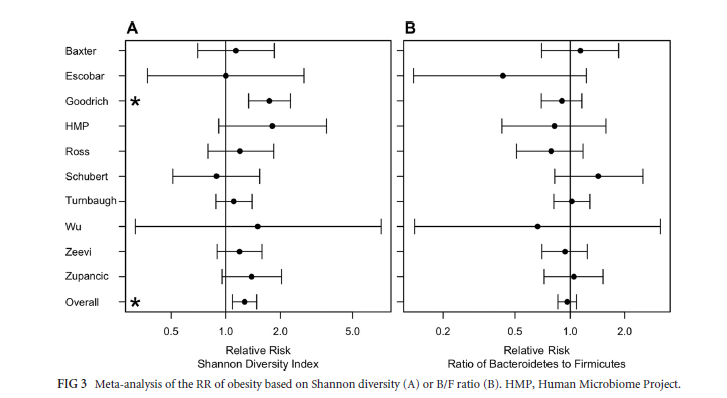 A
B
Baxter
Escobar
Goodrich *
HMP
Ross
Schubert
Turnbaugh
Wu
Zeevi
Zupancic
Overall *
0.5 1.0 2.0 5.0
0.2 0.5 1.0 2.0
Relative Risk
Shannon Diversity Index
Relative Risk
Ratio of Bacteroidetes to Firmicutes
FIG 3 Meta-analysis of the RR of obesity based on Shannon diversity (A) or B/F ratio (B). HMP, Human Microbiome Project.